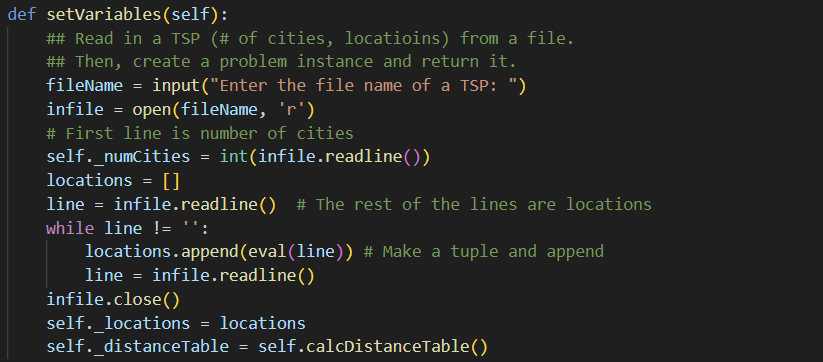 def setVariables(self):
    ## Read in a TSP (# of cities, locatioins) from a file.
    ## Then, create a problem instance and return it.
    fileName = input("Enter the file name of a TSP: ")
    infile = open(fileName, 'r')
    # First line is number of cities
    self._numCities = int(infile.readline())
    locations = []
    line = infile.readline()  # The rest of the lines are locations
    while line != '':
        locations.append(eval(line)) # Make a tuple and append
        line = infile.readline()
    infile.close()
    self._locations = locations
    self._distanceTable = self.calcDistanceTable()